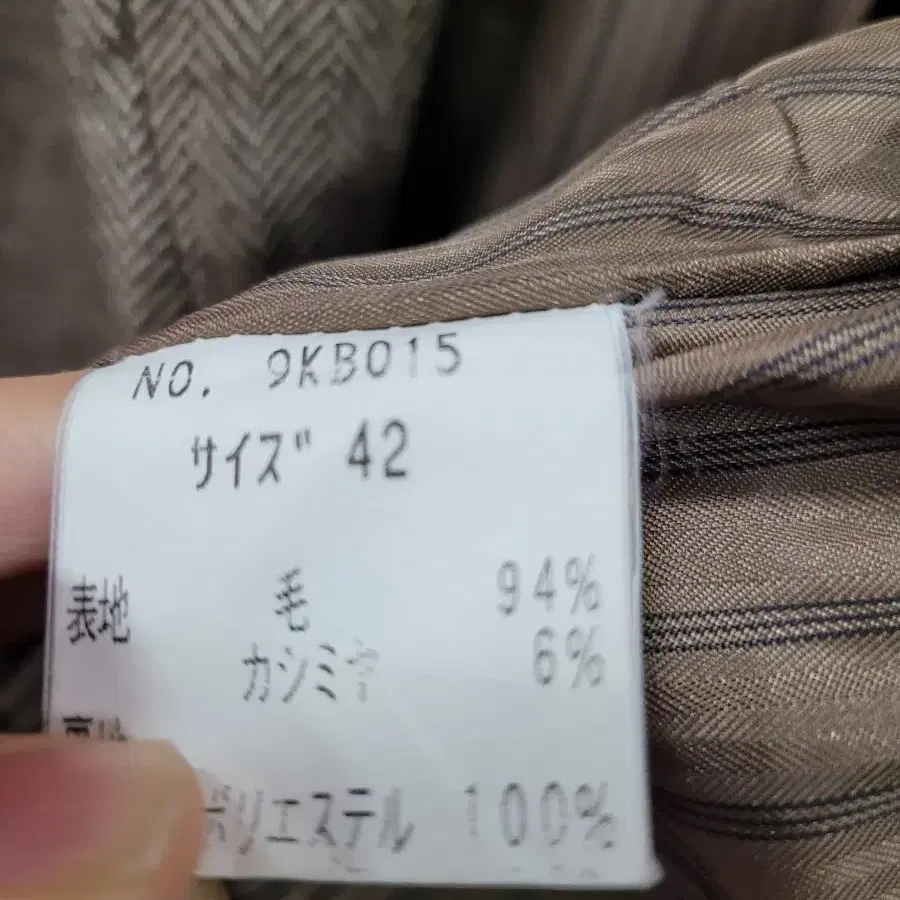 NO. 9KB015
サイズ 42
表地 毛 94%
カシミヤ 6%
ポリエステル 100%